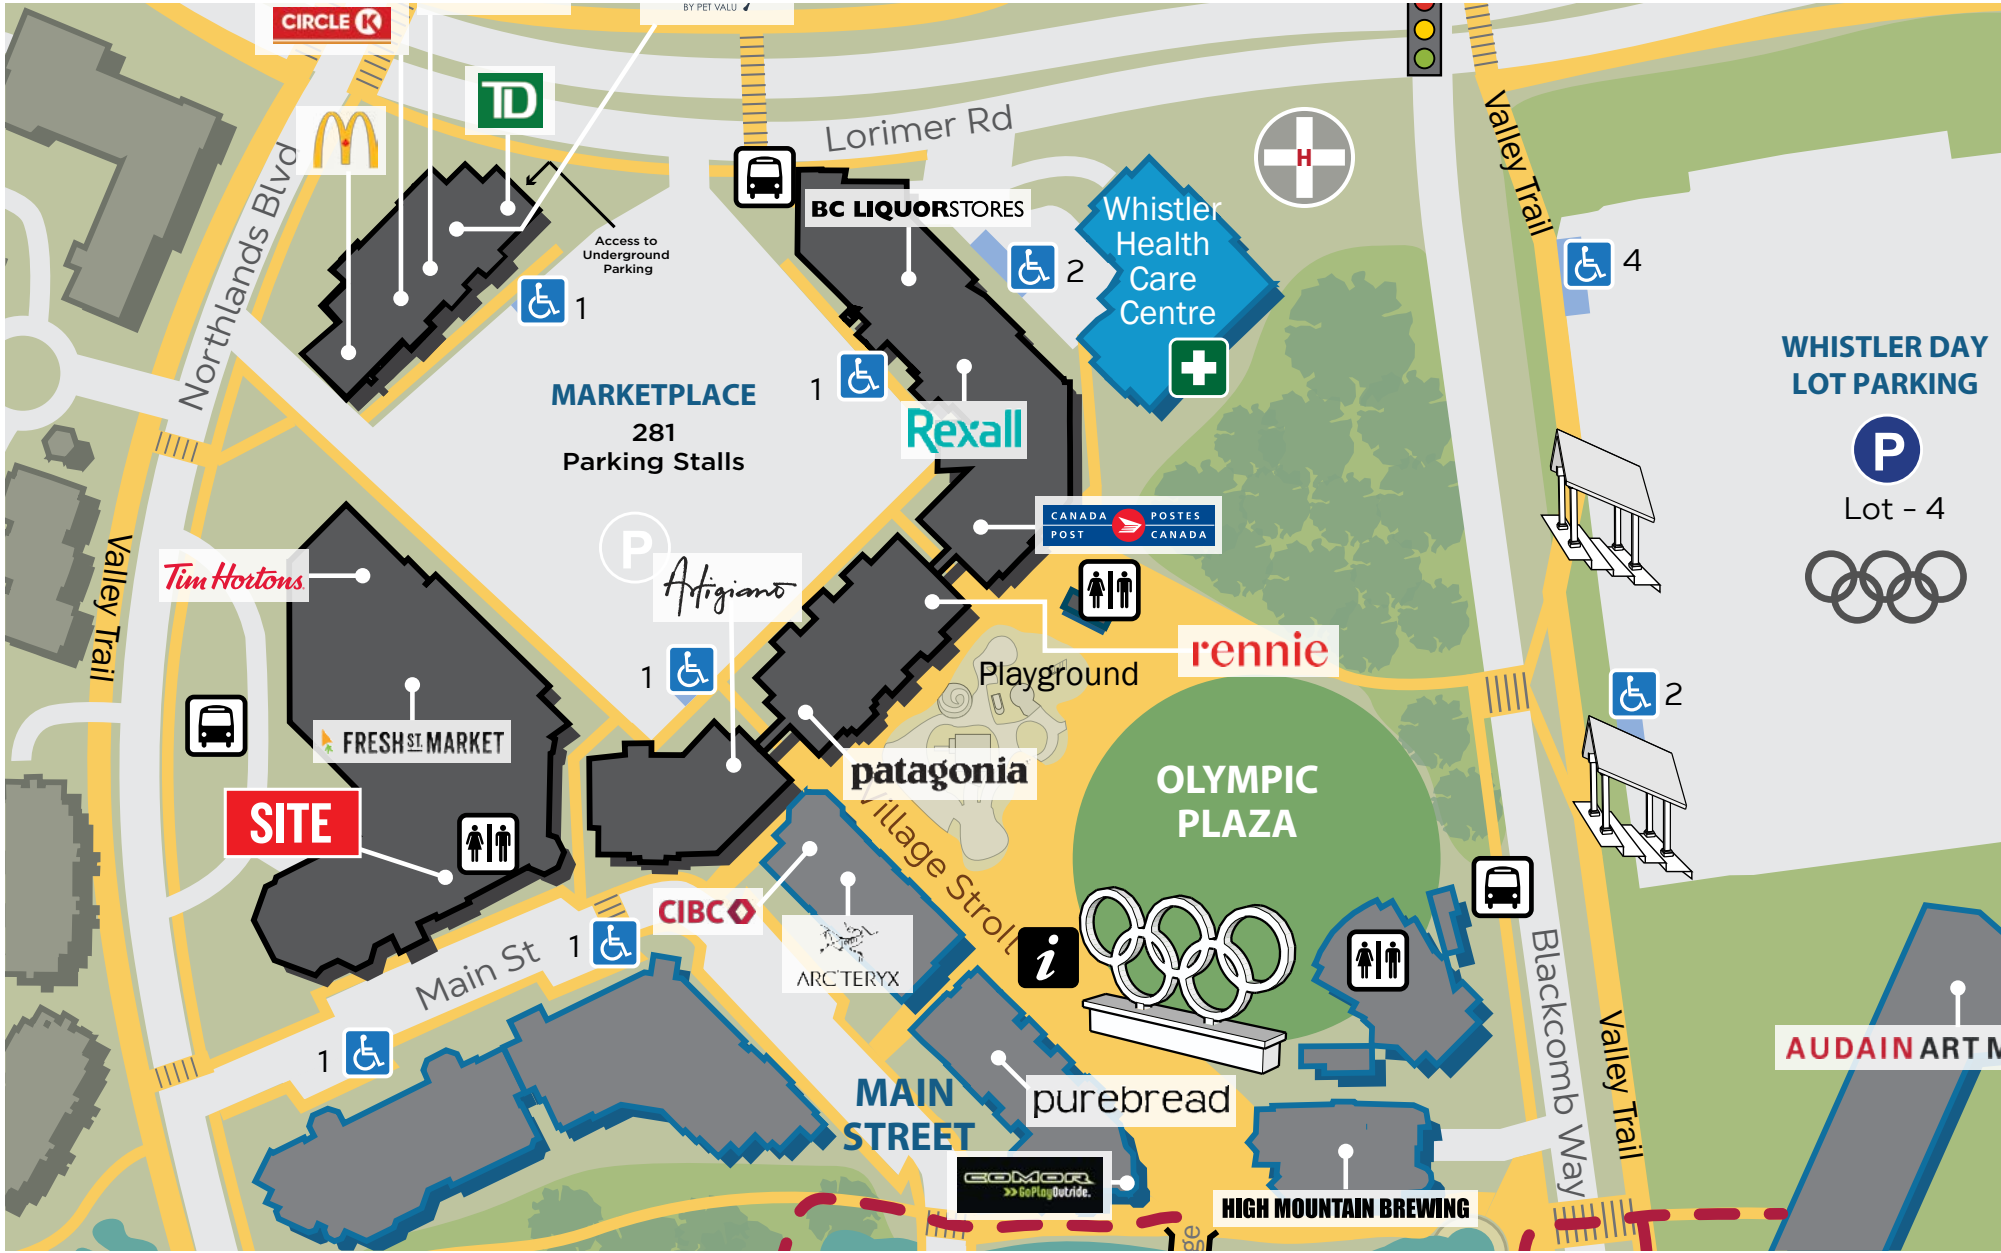 CIRCLE K
BY PET VALU
TD
Lorimer Rd
H
Valley Trail
Northlands Blvd
BC LIQUORSTORES
Access to
Underground
Parking
1
2
4
Whistler
Health
Care
Centre
MARKETPLACE
281
Parking Stalls
1
Rexall
WHISTLER DAY
LOT PARKING
P
Lot - 4
CANADA POST
POSTES CANADA
P
Tim Hortons
Artigiano
Valley Trail
rennie
1
Playground
2
FRESH ST. MARKET
patagonia
OLYMPIC
PLAZA
SITE
Village Stroll
CIBC
ARC'TERYX
i
1
Main St
1
Blackcomb Way
Valley Trail
AUDAIN ART M
MAIN
STREET
purebread
COMOR
>>GoPlayOutside.
HIGH MOUNTAIN BREWING
ge